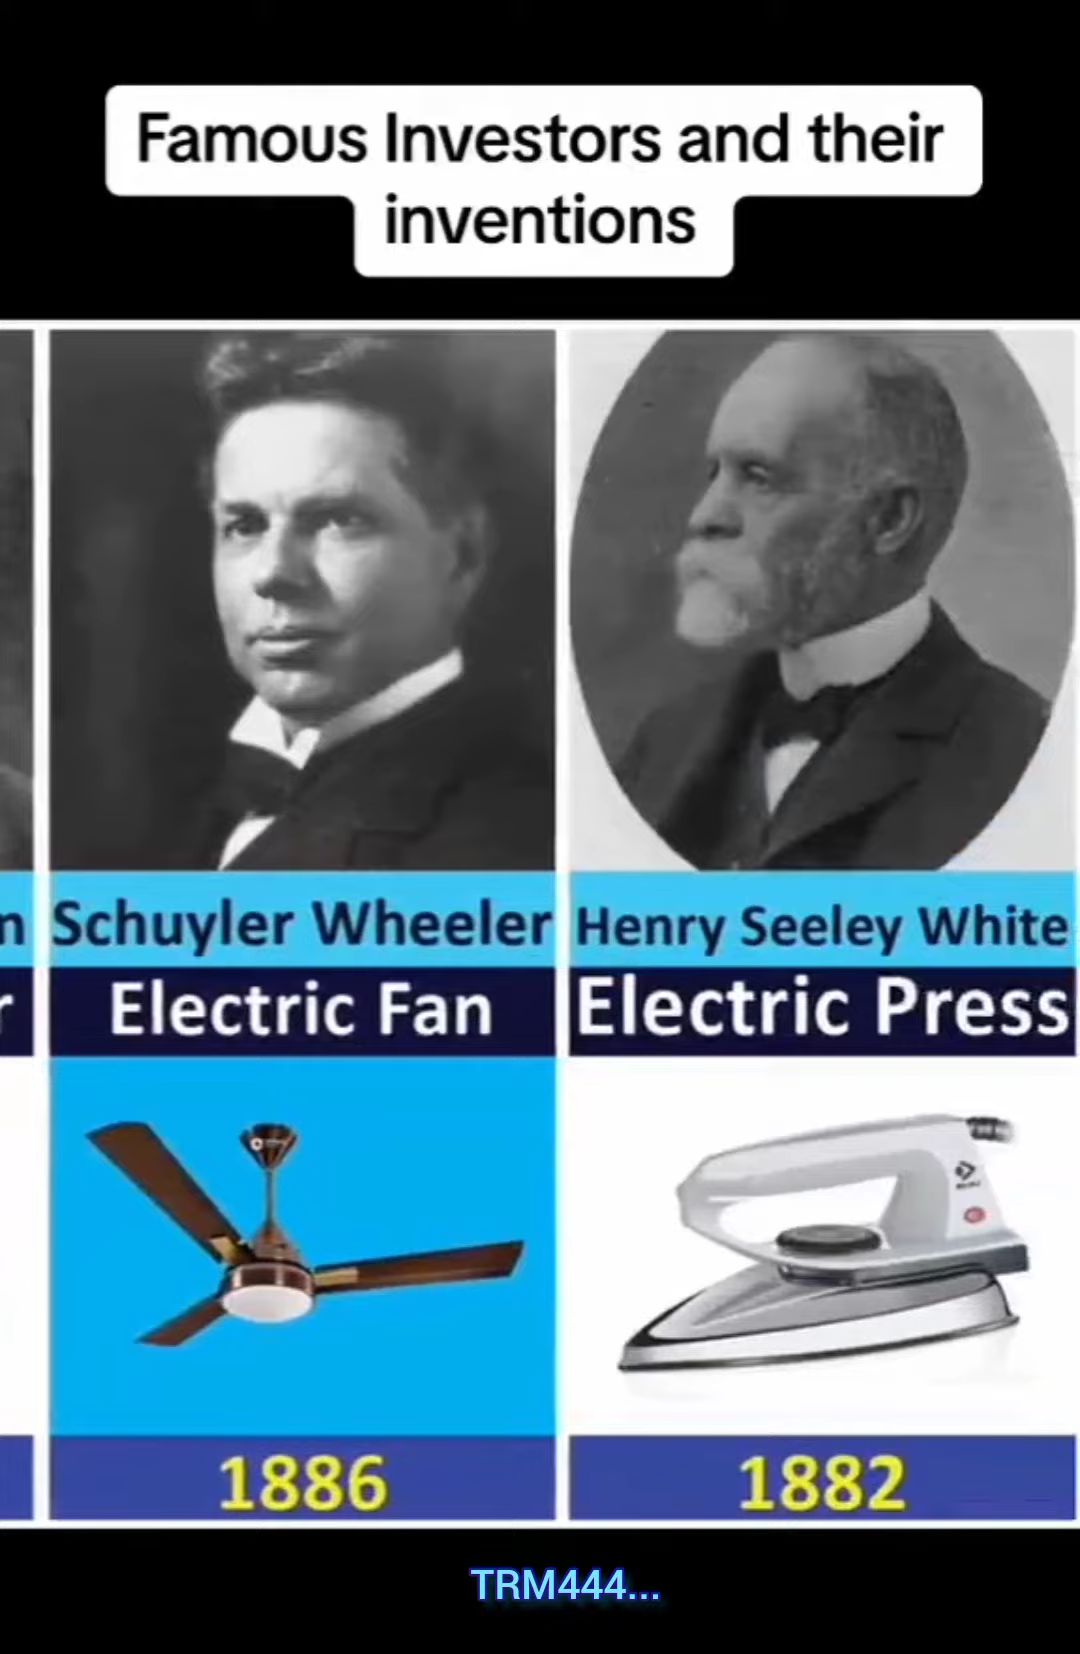 Famous Investors and their
inventions
n
Schuyler Wheeler
Henry Seeley White
r
Electric Fan
Electric Press
1886
1882
TRM444...